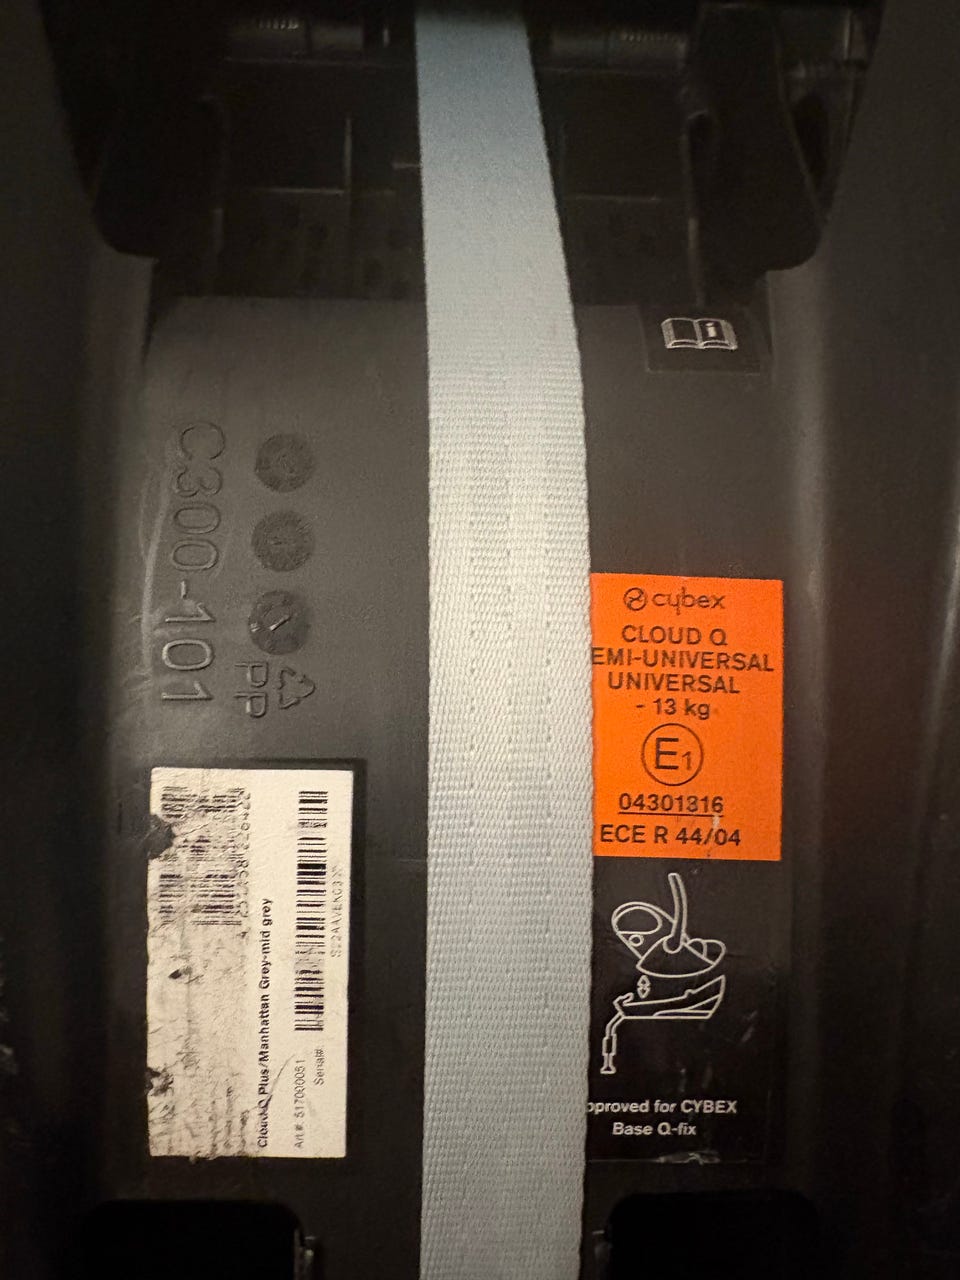 i
C300-101
PP
cybex
CLOUD Q
EMI-UNIVERSAL
UNIVERSAL
- 13 kg
E1
04301316
ECE R 44/04
pproved for CYBEX
Base Q-fix
Cloud Q Plus/Manhattan Grey-mid grey
Art.#: 517000051
Serial#: